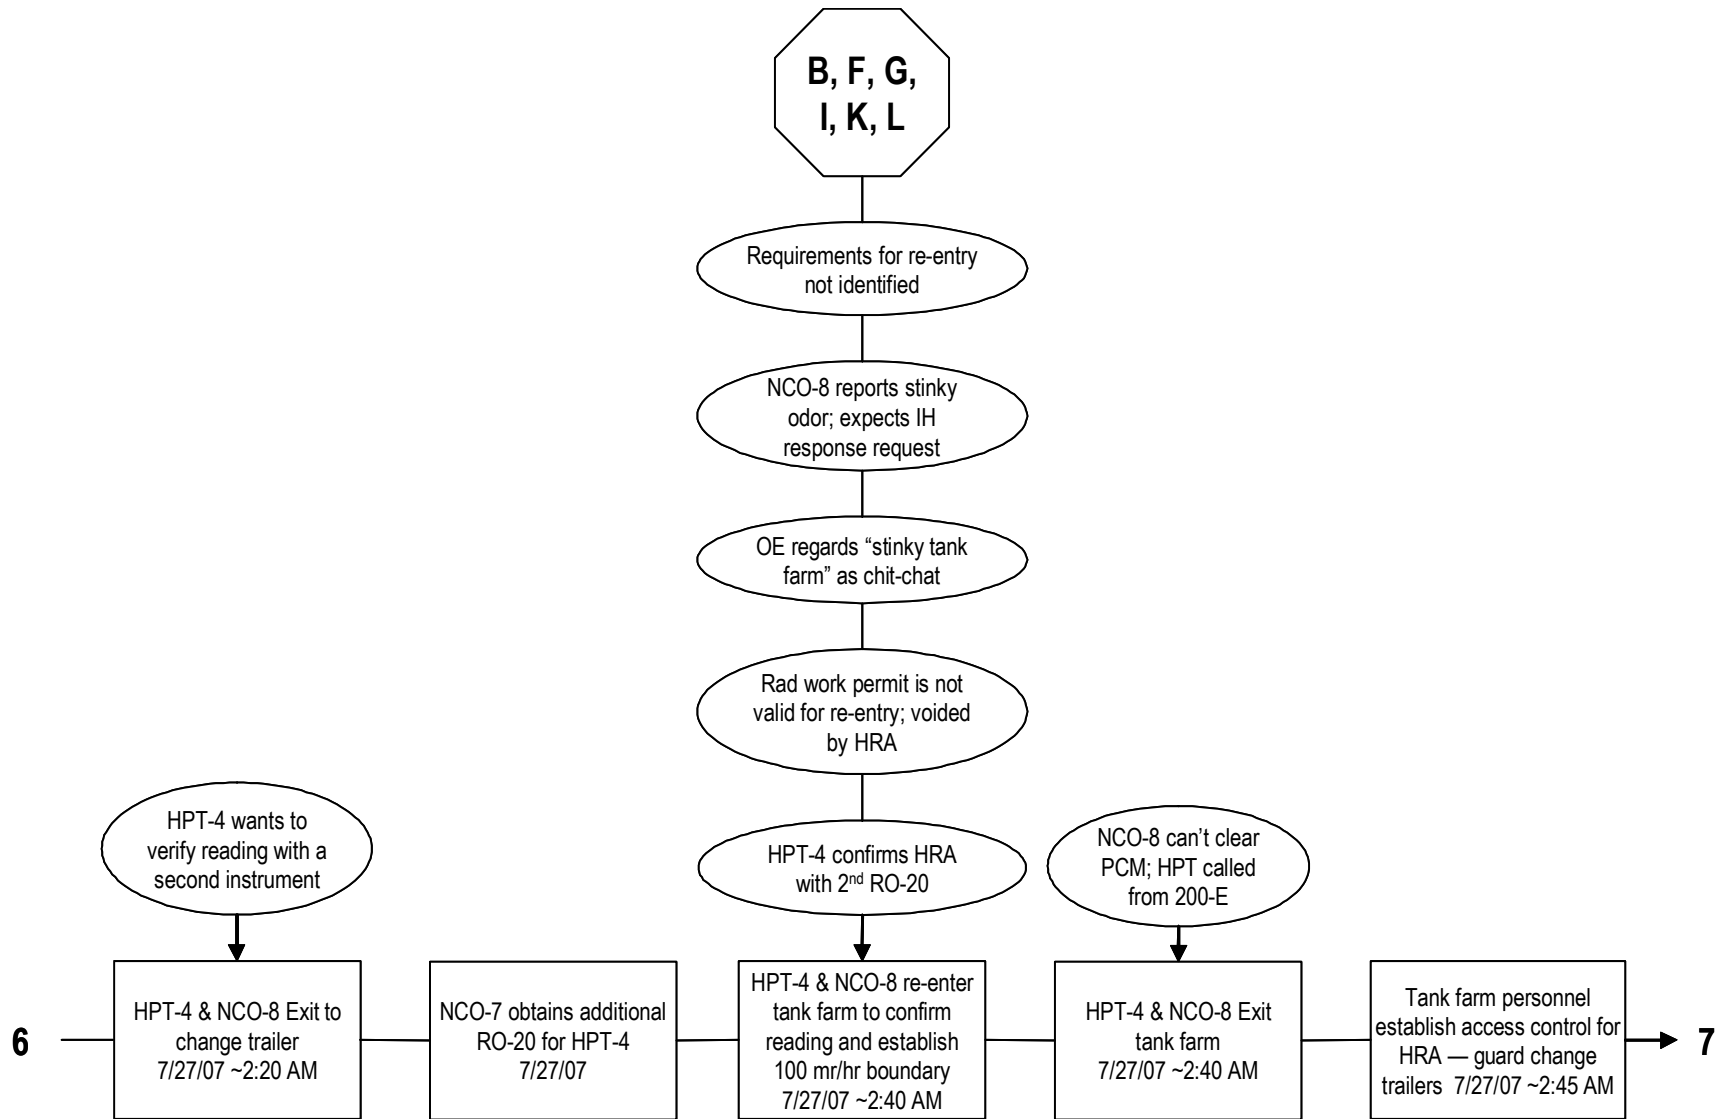 B, F, G,
I, K, L
Requirements for re-entry
not identified
NCO-8 reports stinky
odor; expects IH
response request
OE regards “stinky tank
farm” as chit-chat
Rad work permit is not
valid for re-entry; voided
by HRA
HPT-4 wants to
verify reading with a
second instrument
HPT-4 confirms HRA
with 2nd RO-20
NCO-8 can’t clear
PCM; HPT called
from 200-E
6
HPT-4 & NCO-8 Exit to
change trailer
7/27/07 ~2:20 AM
NCO-7 obtains additional
RO-20 for HPT-4
7/27/07
HPT-4 & NCO-8 re-enter
tank farm to confirm
reading and establish
100 mr/hr boundary
7/27/07 ~2:40 AM
HPT-4 & NCO-8 Exit
tank farm
7/27/07 ~2:40 AM
Tank farm personnel
establish access control for
HRA — guard change
trailers 7/27/07 ~2:45 AM
7